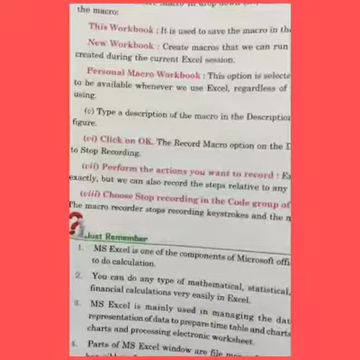 the macro:
This Workbook : It is used to save the macro in the
New Workbook : Create macros that we can run
created during the current Excel session.
Personal Macro Workbook : This option is selecte
to be available whenever we use Excel, regardless of
using.
(c) Type a description of the macro in the Description
figure.
(vi) Click on OK. The Record Macro option on the D
to Stop Recording.
(vii) Perform the actions you want to record : Ex
exactly, but we can also record the steps relative to any
(viii) Choose Stop recording in the Code group of
The macro recorder stops recording keystrokes and the m
Just Remember
1. MS Excel is one of the components of Microsoft offi
to do calculation.
2. You can do any type of mathematical, statistical,
financial calculations very easily in Excel.
3. MS Excel is mainly used in managing the dat
representation of data to prepare time table and charts
charts and processing electronic worksheet.
4. Parts of MS Excel window are file men